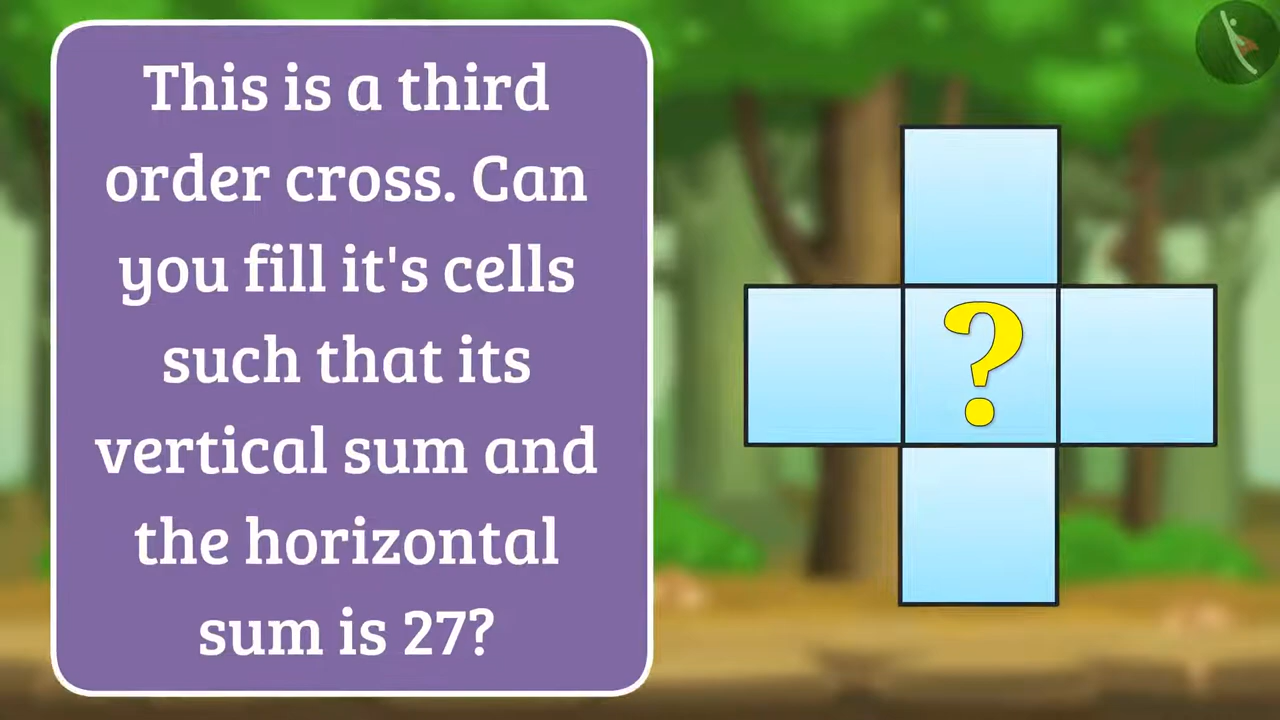 This is a third
order cross. Can
you fill it's cells
such that its
vertical sum and
the horizontal
sum is 27?
?